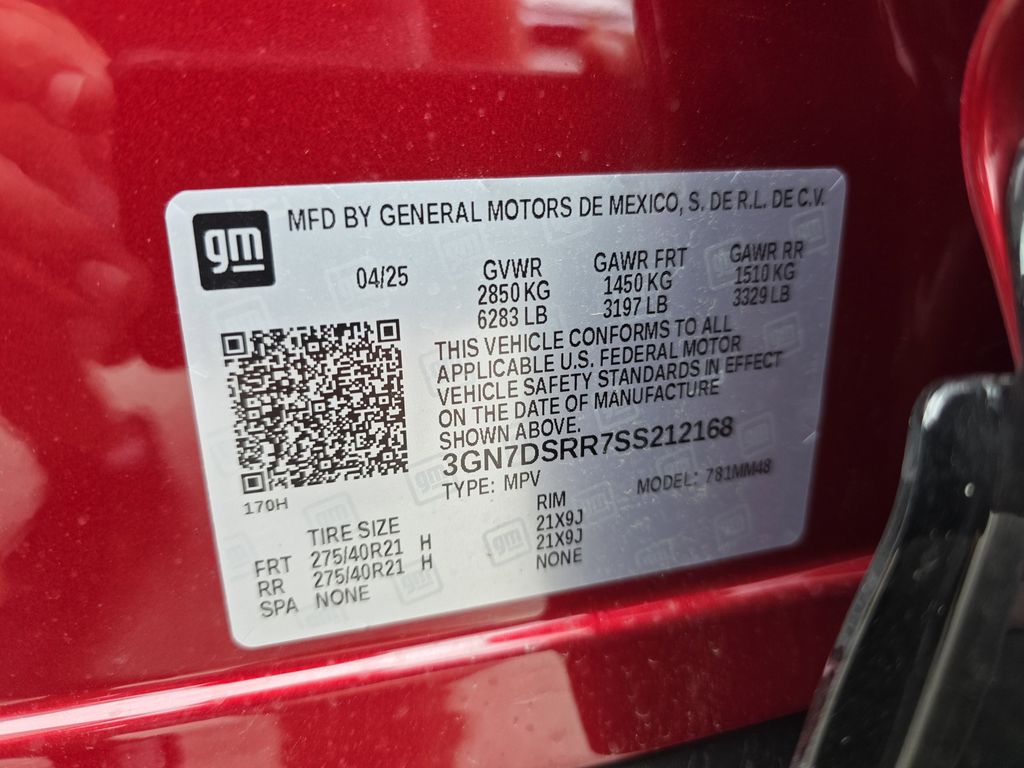 gm
MFD BY GENERAL MOTORS DE MEXICO, S. DE R.L. DE C.V.
04/25 GVWR GAWR FRT GAWR RR
2850 KG 1450 KG 1510 KG
6283 LB 3197 LB 3329 LB
THIS VEHICLE CONFORMS TO ALL
APPLICABLE U.S. FEDERAL MOTOR
VEHICLE SAFETY STANDARDS IN EFFECT
ON THE DATE OF MANUFACTURE
SHOWN ABOVE.
3GN7DSRR7SS212168
TYPE: MPV MODEL: 781MM48
170H
TIRE SIZE RIM
FRT 275/40R21 H 21X9J
RR 275/40R21 H 21X9J
SPA NONE NONE